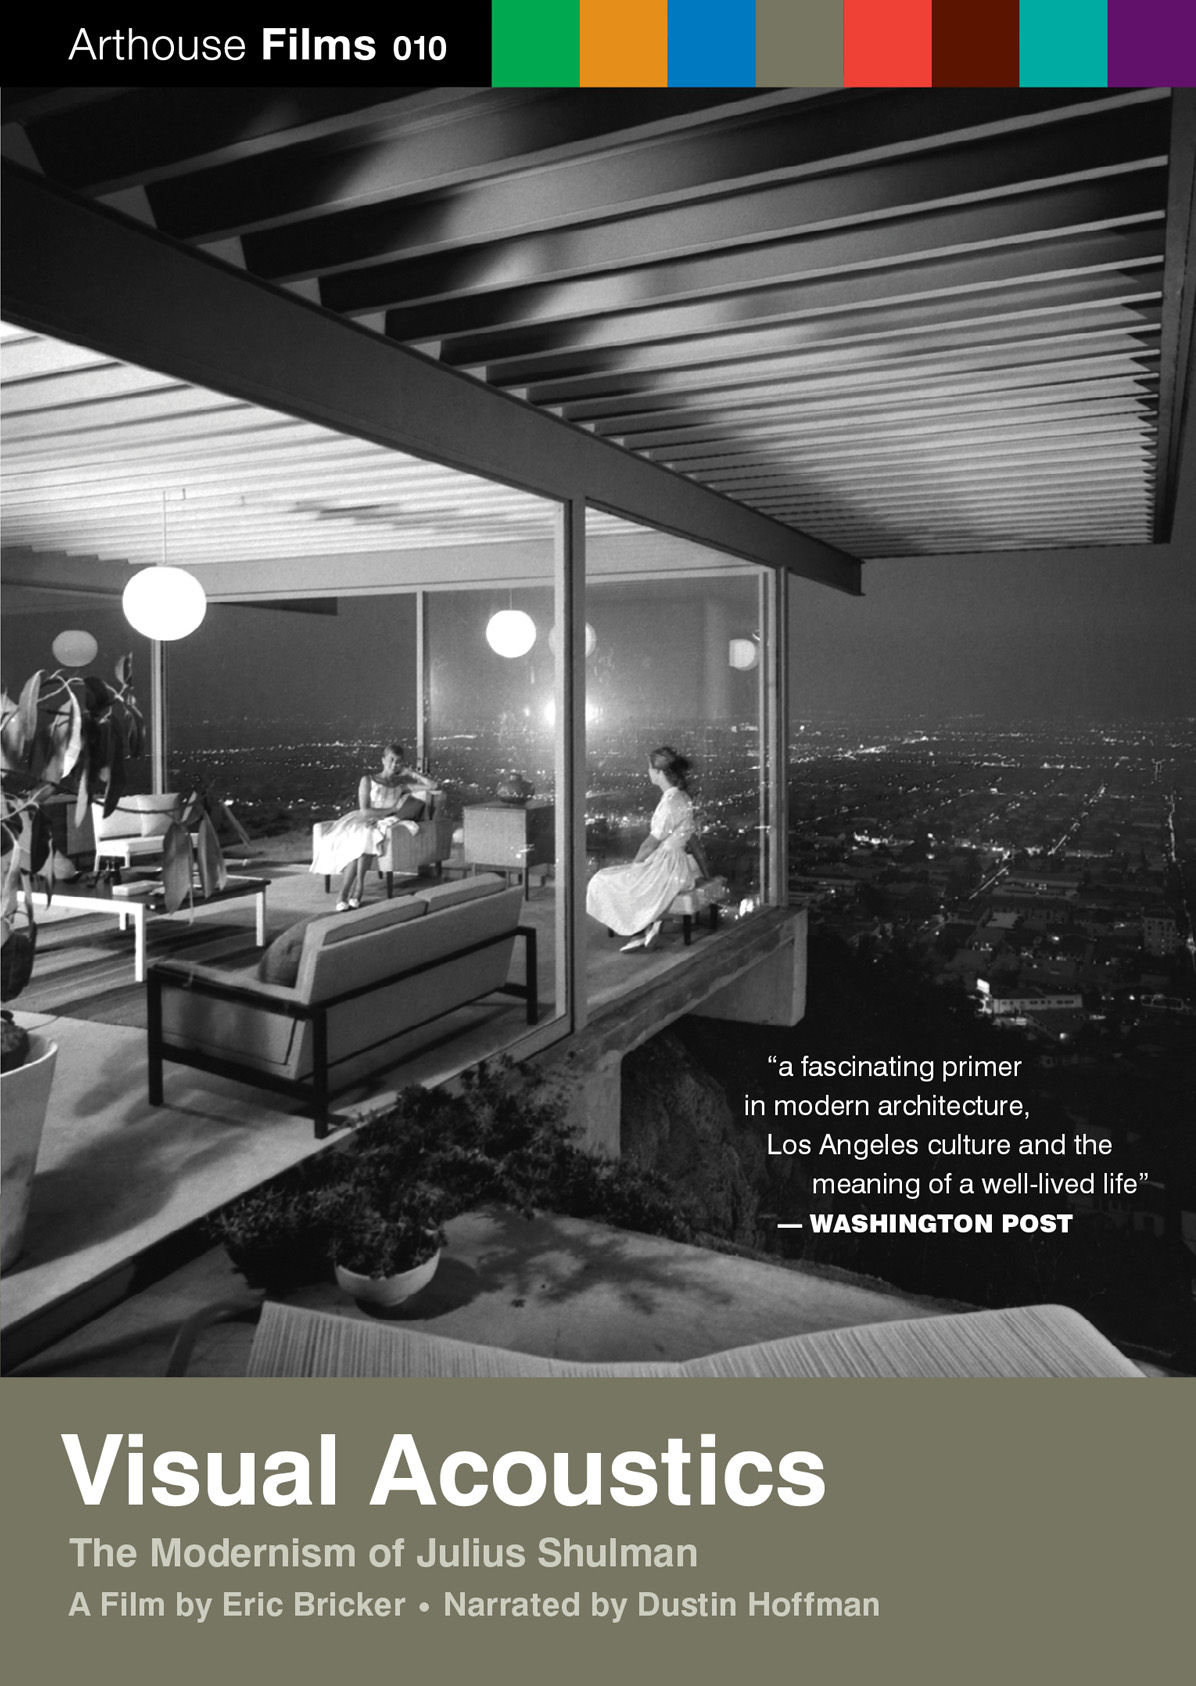 Arthouse Films 010
“a fascinating primer
in modern architecture,
Los Angeles culture and the
meaning of a well-lived life”
— WASHINGTON POST
Visual Acoustics
The Modernism of Julius Shulman
A Film by Eric Bricker • Narrated by Dustin Hoffman